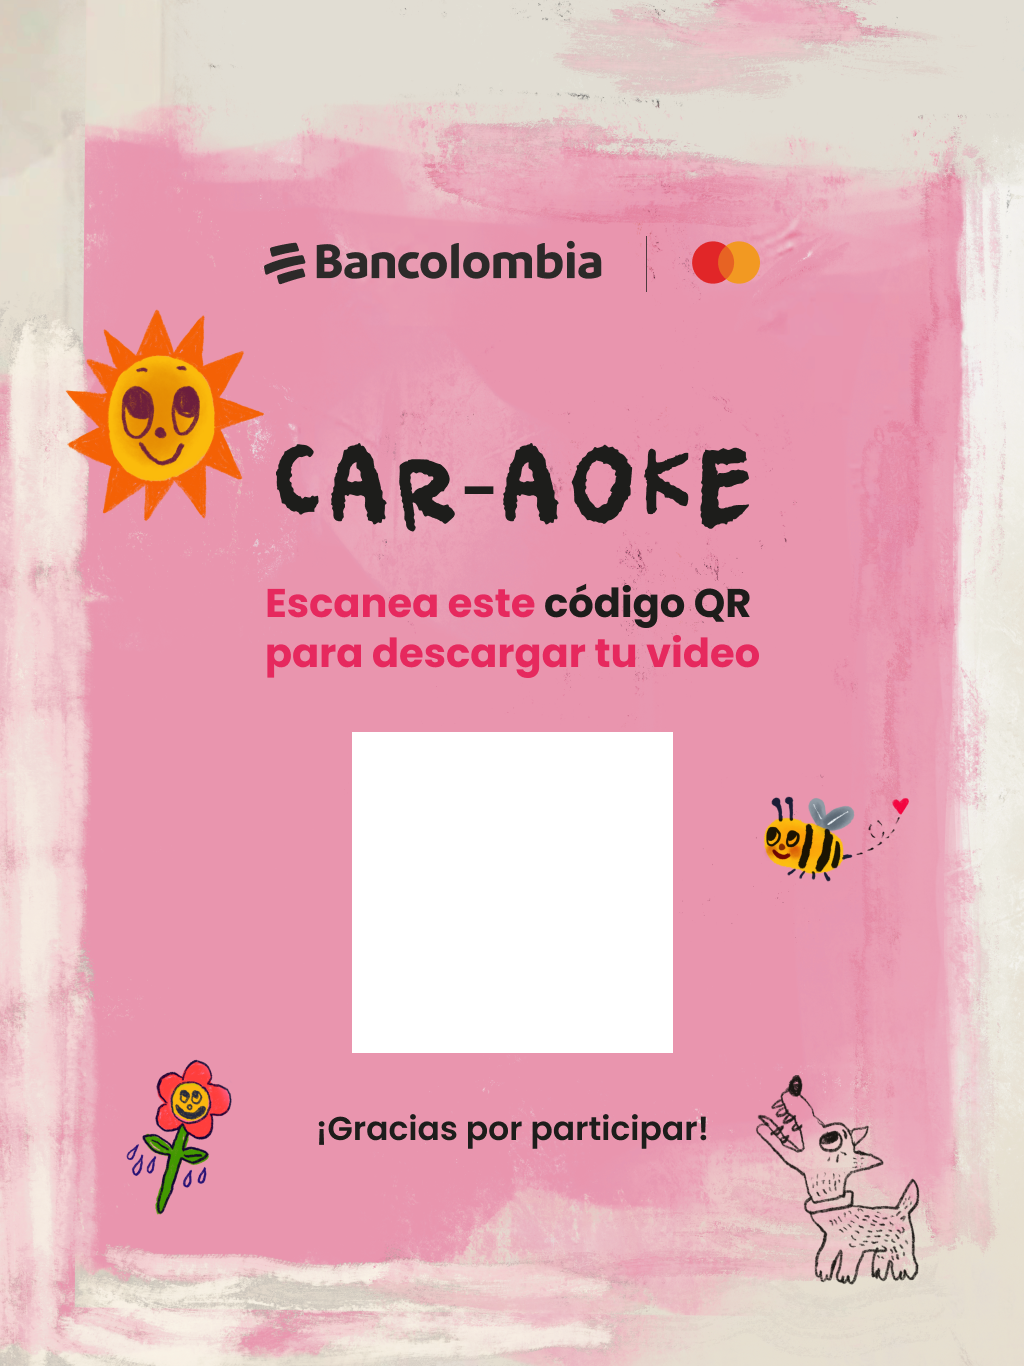 Bancolombia
CAR-AOKE
Escanea este código QR
para descargar tu video
¡Gracias por participar!